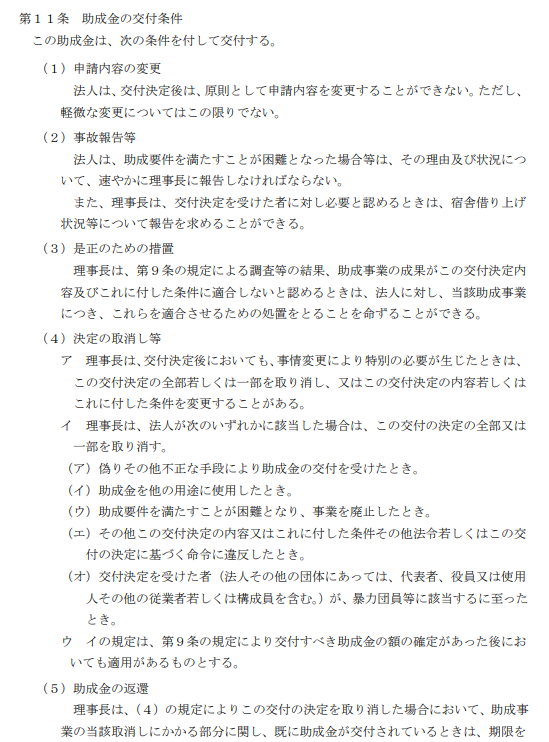 第１１条　助成金の交付条件
この助成金は、次の条件を付して交付する。
（１）申請内容の変更
法人は、交付決定後は、原則として申請内容を変更することができない。ただし、
軽微な変更についてはこの限りでない。
（２）事故報告等
法人は、助成要件を満たすことが困難となった場合等は、その理由及び状況につ
いて、速やかに理事長に報告しなければならない。
また、理事長は、交付決定を受けた者に対し必要と認めるときは、宿舎借り上げ
状況等について報告を求めることができる。
（３）是正のための措置
理事長は、第９条の規定による調査等の結果、助成事業の成果がこの交付決定内
容及びこれに付した条件に適合しないと認めるときは、法人に対し、当該助成事業
につき、これらを適合させるための処置をとることを命ずることができる。
（４）決定の取消し等
ア　理事長は、交付決定後においても、事情変更により特別の必要が生じたときは、
この交付決定の全部若しくは一部を取り消し、又はこの交付決定の内容若しくは
これに付した条件を変更することがある。
イ　理事長は、法人が次のいずれかに該当した場合は、この交付の決定の全部又は
一部を取り消す。
（ア）偽りその他不正な手段により助成金の交付を受けたとき。
（イ）助成金を他の用途に使用したとき。
（ウ）助成要件を満たすことが困難となり、事業を廃止したとき。
（エ）その他この交付決定の内容又はこれに付した条件その他法令若しくはこの交
付の決定に基づく命令に違反したとき。
（オ）交付決定を受けた者（法人その他の団体にあっては、代表者、役員又は使用
人その他の従業者若しくは構成員を含む。）が、暴力団員等に該当するに至った
とき。
ウ　イの規定は、第９条の規定により交付すべき助成金の額の確定があった後にお
いても適用があるものとする。
（５）助成金の返還
理事長は、（４）の規定によりこの交付の決定を取り消した場合において、助成事
業の当該取消しにかかる部分に関し、既に助成金が交付されているときは、期限を